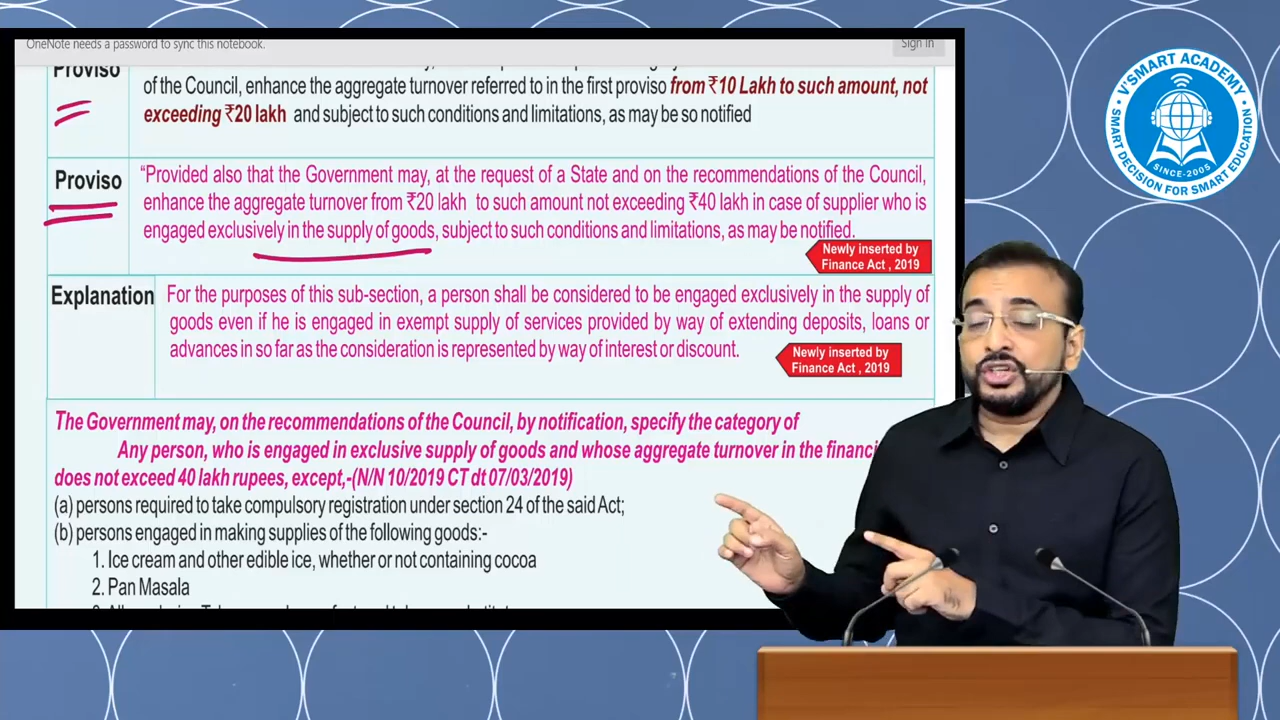 OneNote needs a password to sync this notebook.
Sign in
Proviso
of the Council, enhance the aggregate turnover referred to in the first proviso from ₹10 Lakh to such amount, not
exceeding ₹20 lakh and subject to such conditions and limitations, as may be so notified
Proviso
“Provided also that the Government may, at the request of a State and on the recommendations of the Council,
enhance the aggregate turnover from ₹20 lakh to such amount not exceeding ₹40 lakh in case of supplier who is
engaged exclusively in the supply of goods, subject to such conditions and limitations, as may be notified.
Newly inserted by
Finance Act , 2019
Explanation
For the purposes of this sub-section, a person shall be considered to be engaged exclusively in the supply of
goods even if he is engaged in exempt supply of services provided by way of extending deposits, loans or
advances in so far as the consideration is represented by way of interest or discount.
Newly inserted by
Finance Act , 2019
The Government may, on the recommendations of the Council, by notification, specify the category of
Any person, who is engaged in exclusive supply of goods and whose aggregate turnover in the financi
does not exceed 40 lakh rupees, except,-(N/N 10/2019 CT dt 07/03/2019)
(a) persons required to take compulsory registration under section 24 of the said Act;
(b) persons engaged in making supplies of the following goods:-
1. Ice cream and other edible ice, whether or not containing cocoa
2. Pan Masala
V'SMART ACADEMY
SMART DECISION FOR SMART EDUCATION
SINCE-2005